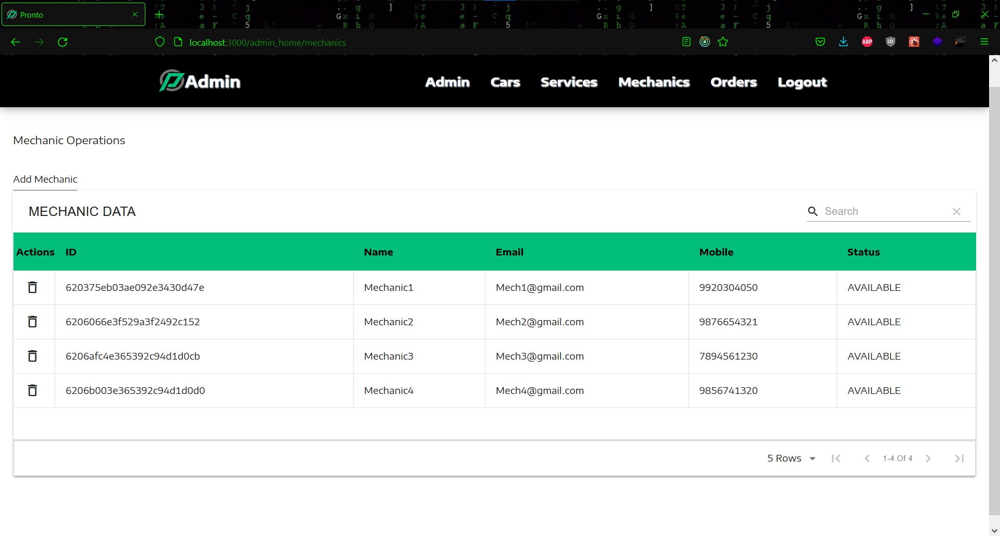 Pronto
localhost:3000/admin_home/mechanics
ABP
Admin
Admin Cars Services Mechanics Orders Logout
Mechanic Operations
Add Mechanic
MECHANIC DATA
Search
Actions ID Name Email Mobile Status
620375eb03ae092e3430d47e Mechanic1 Mech1@gmail.com 9920304050 AVAILABLE
6206066e3f529a3f2492c152 Mechanic2 Mech2@gmail.com 9876654321 AVAILABLE
6206afc4e365392c94d1d0cb Mechanic3 Mech3@gmail.com 7894561230 AVAILABLE
6206b003e365392c94d1d0d0 Mechanic4 Mech4@gmail.com 9856741320 AVAILABLE
5 Rows 1-4 Of 4